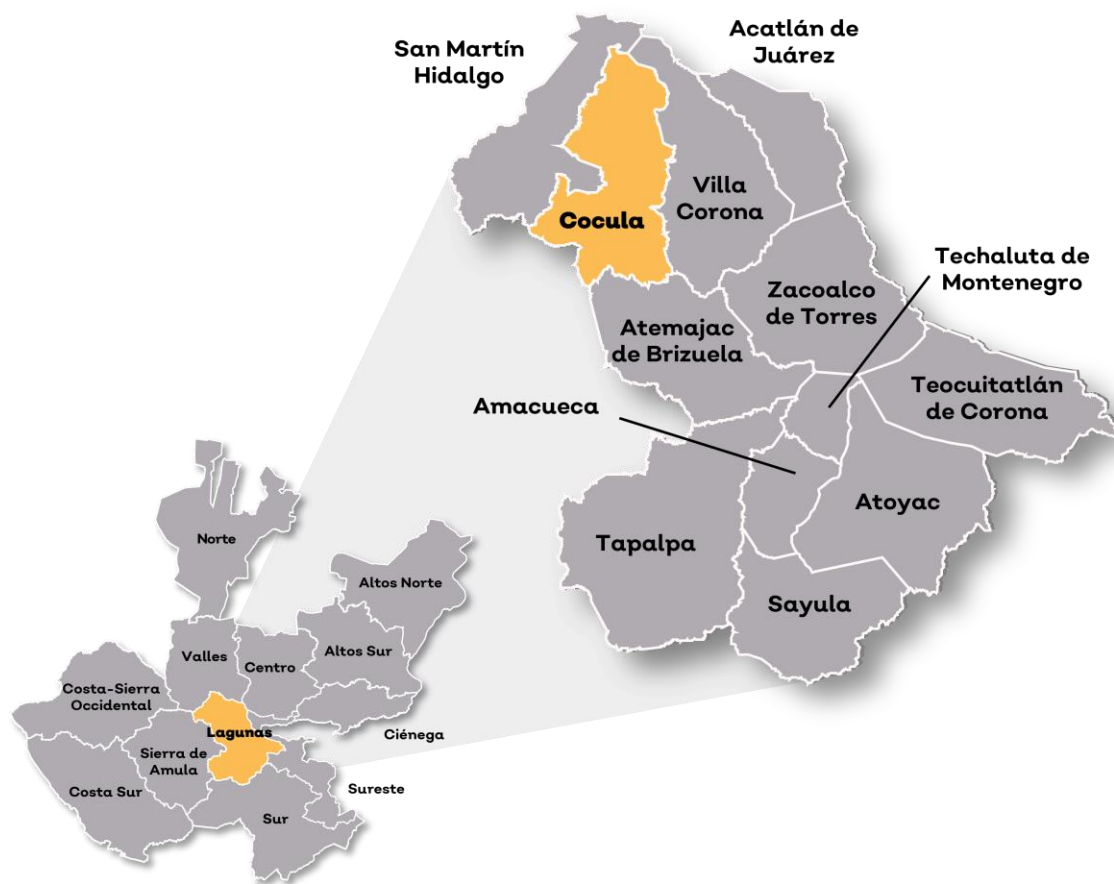 San Martín
Hidalgo
Acatlán de
Juárez
Villa
Corona
Cocula
Techaluta de
Montenegro
Zacoalco
de Torres
Atemajac
de Brizuela
Teocuitatlán
de Corona
Amacueca
Atoyac
Tapalpa
Sayula
Norte
Altos Norte
Valles
Centro
Altos Sur
Costa-Sierra
Occidental
Lagunas
Ciénega
Sierra de
Amula
Costa Sur
Sureste
Sur